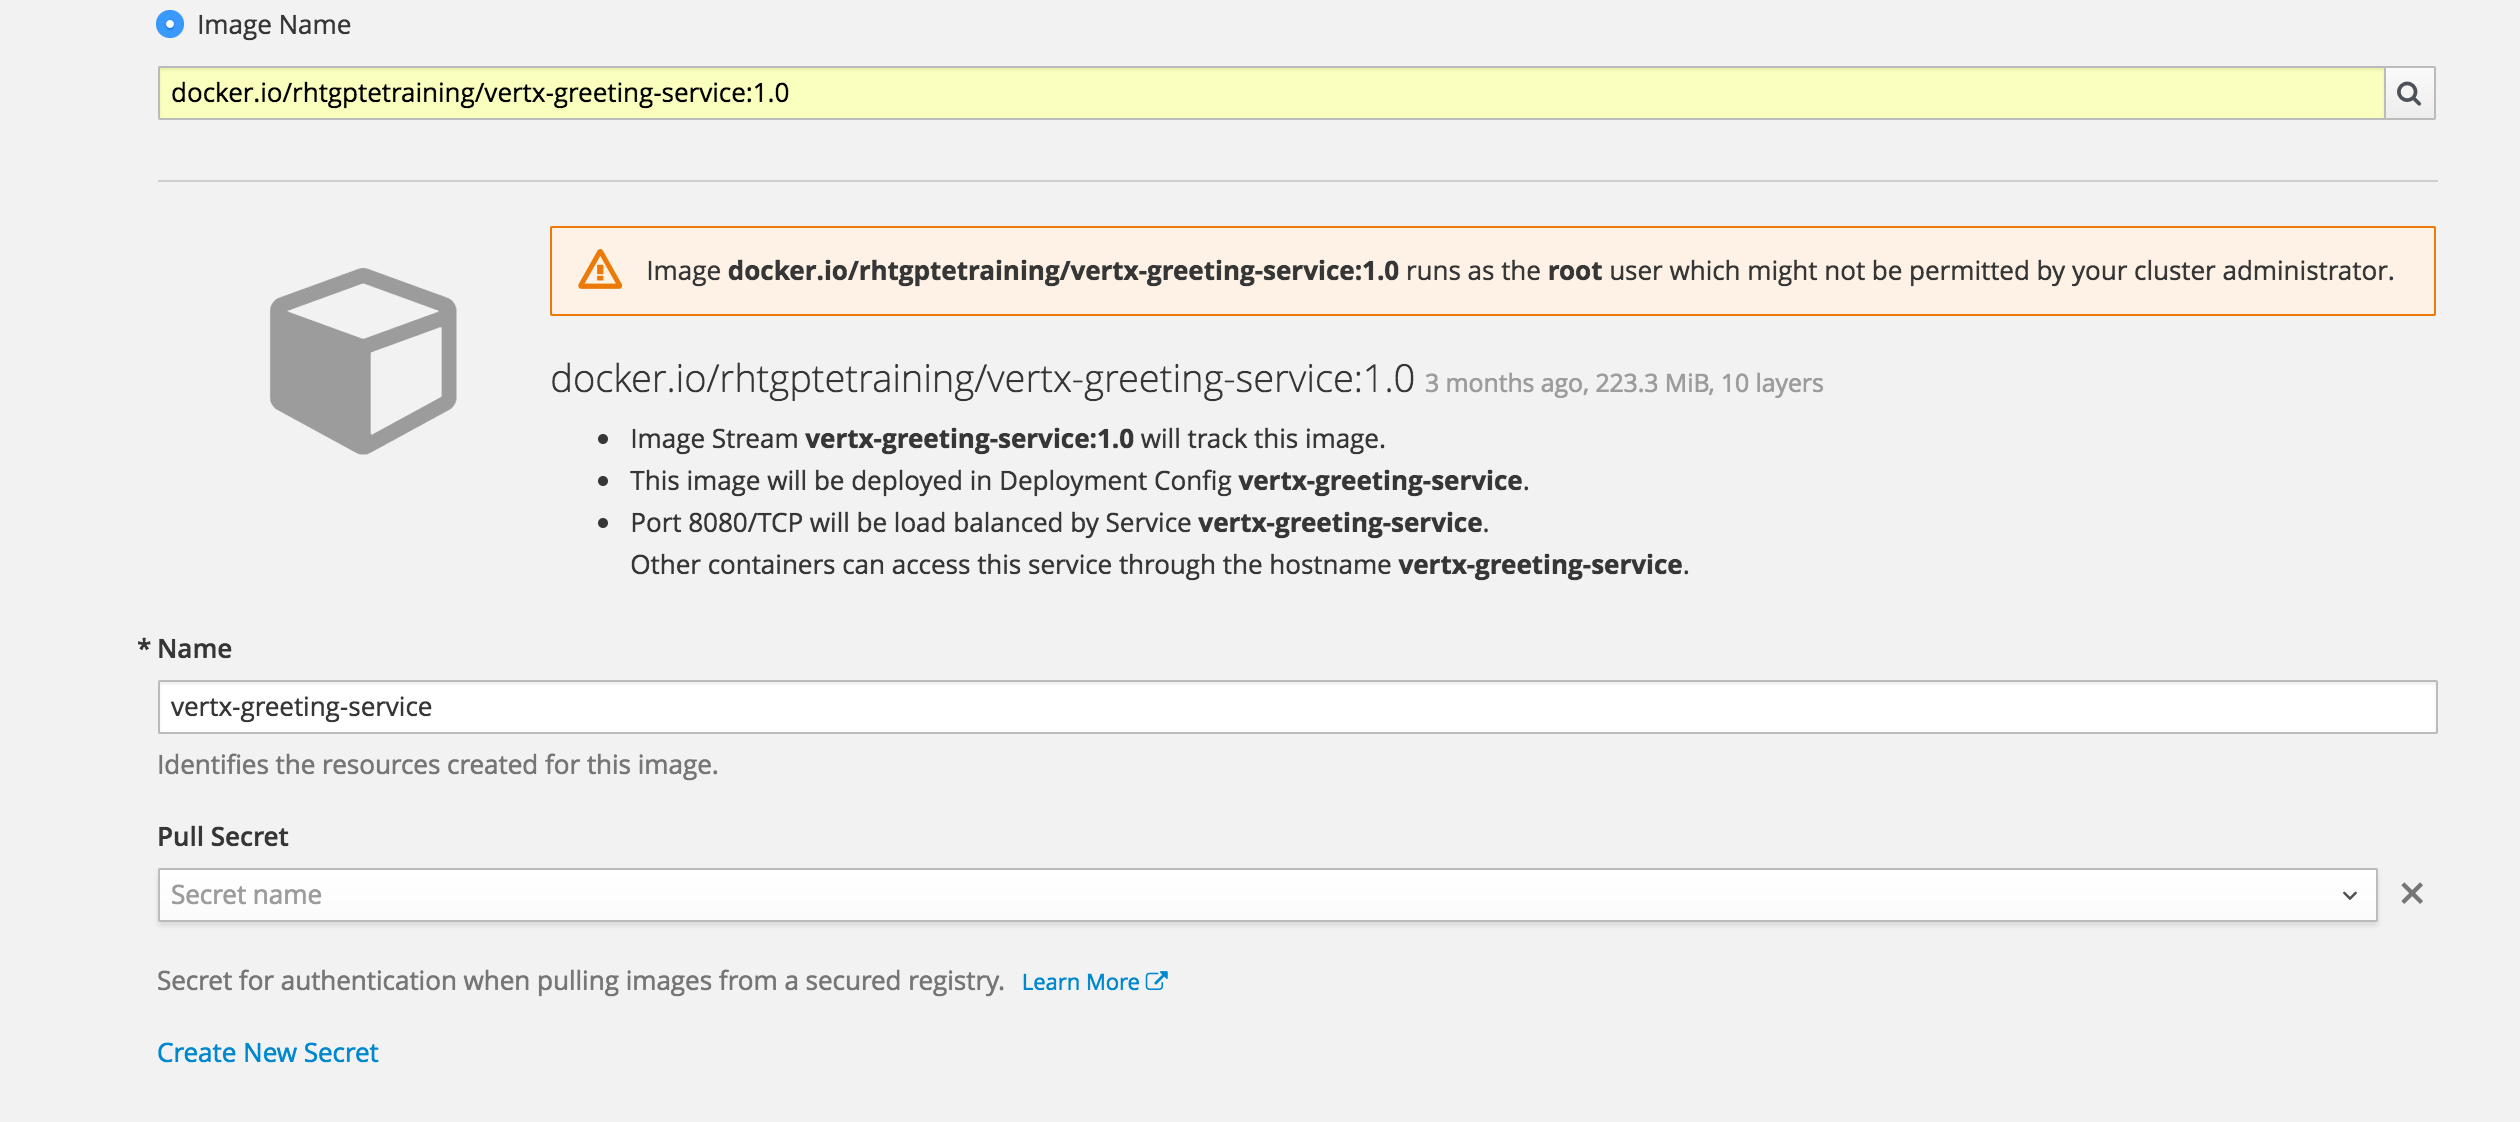 Image Name
docker.io/rhtgptetraining/vertx-greeting-service:1.0
Image docker.io/rhtgptetraining/vertx-greeting-service:1.0 runs as the root user which might not be permitted by your cluster administrator.
docker.io/rhtgptetraining/vertx-greeting-service:1.0 3 months ago, 223.3 MiB, 10 layers
• Image Stream vertx-greeting-service:1.0 will track this image.
• This image will be deployed in Deployment Config vertx-greeting-service.
• Port 8080/TCP will be load balanced by Service vertx-greeting-service.
Other containers can access this service through the hostname vertx-greeting-service.
* Name
vertx-greeting-service
Identifies the resources created for this image.
Pull Secret
Secret name
Secret for authentication when pulling images from a secured registry. Learn More
Create New Secret